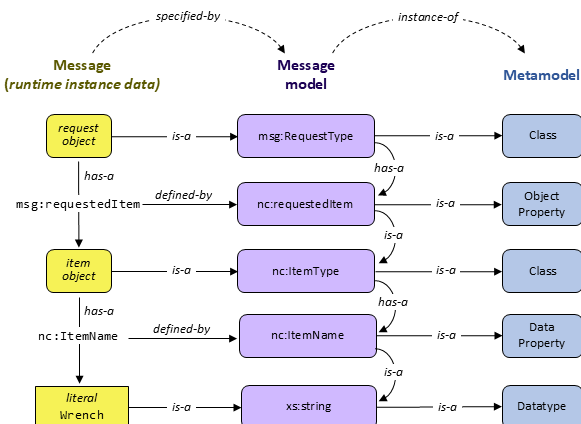 specified-by
instance-of
Message
(runtime instance data)
Message
model
Metamodel
request
object
is-a
msg:RequestType
is-a
Class
has-a
has-a
msg:requestedItem
defined-by
nc:requestedItem
is-a
Object
Property
is-a
item
object
is-a
nc:ItemType
is-a
Class
has-a
has-a
nc:ItemName
defined-by
nc:ItemName
is-a
Data
Property
is-a
literal
Wrench
is-a
xs:string
is-a
Datatype